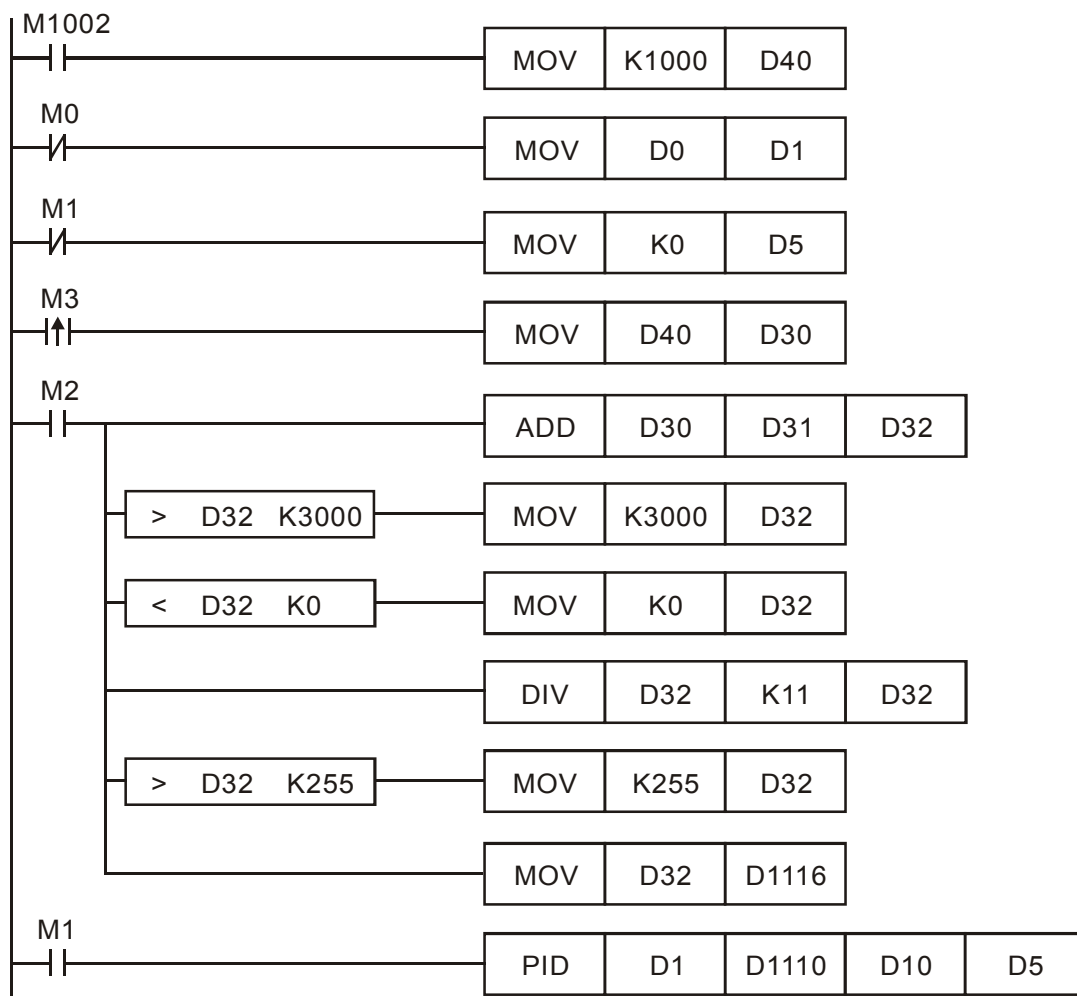 M1002
MOV K1000 D40
M0
MOV D0 D1
M1
MOV K0 D5
M3
MOV D40 D30
M2
ADD D30 D31 D32
> D32 K3000 MOV K3000 D32
< D32 K0 MOV K0 D32
DIV D32 K11 D32
> D32 K255 MOV K255 D32
MOV D32 D1116
M1
PID D1 D1110 D10 D5